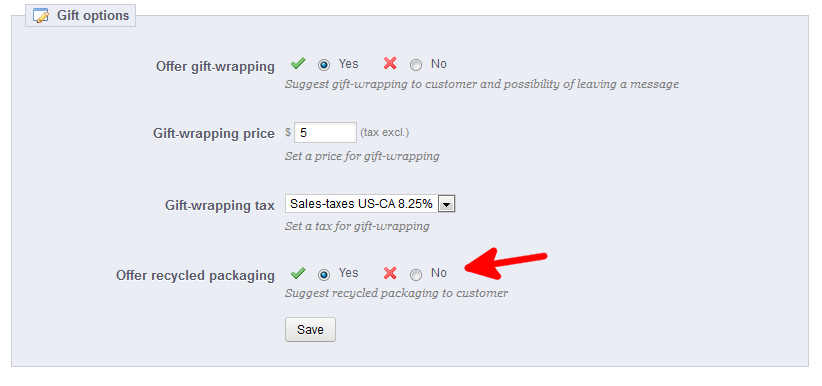 Gift options
Offer gift-wrapping Yes No
Suggest gift-wrapping to customer and possibility of leaving a message
Gift-wrapping price $ 5 (tax excl.)
Set a price for gift-wrapping
Gift-wrapping tax Sales-taxes US-CA 8.25%
Set a tax for gift-wrapping
Offer recycled packaging Yes No
Suggest recycled packaging to customer
Save